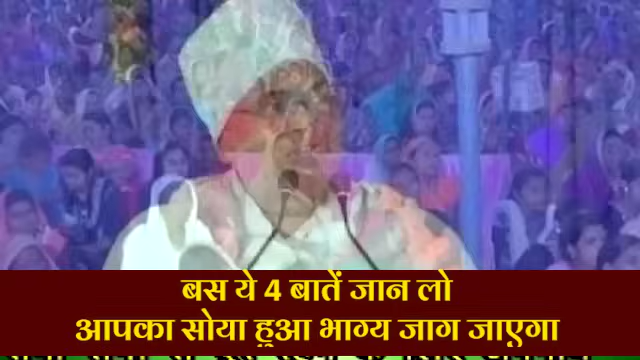 बस ये 4 बातें जान लो
आपका सोया हुआ भाग्य जाग जाएगा